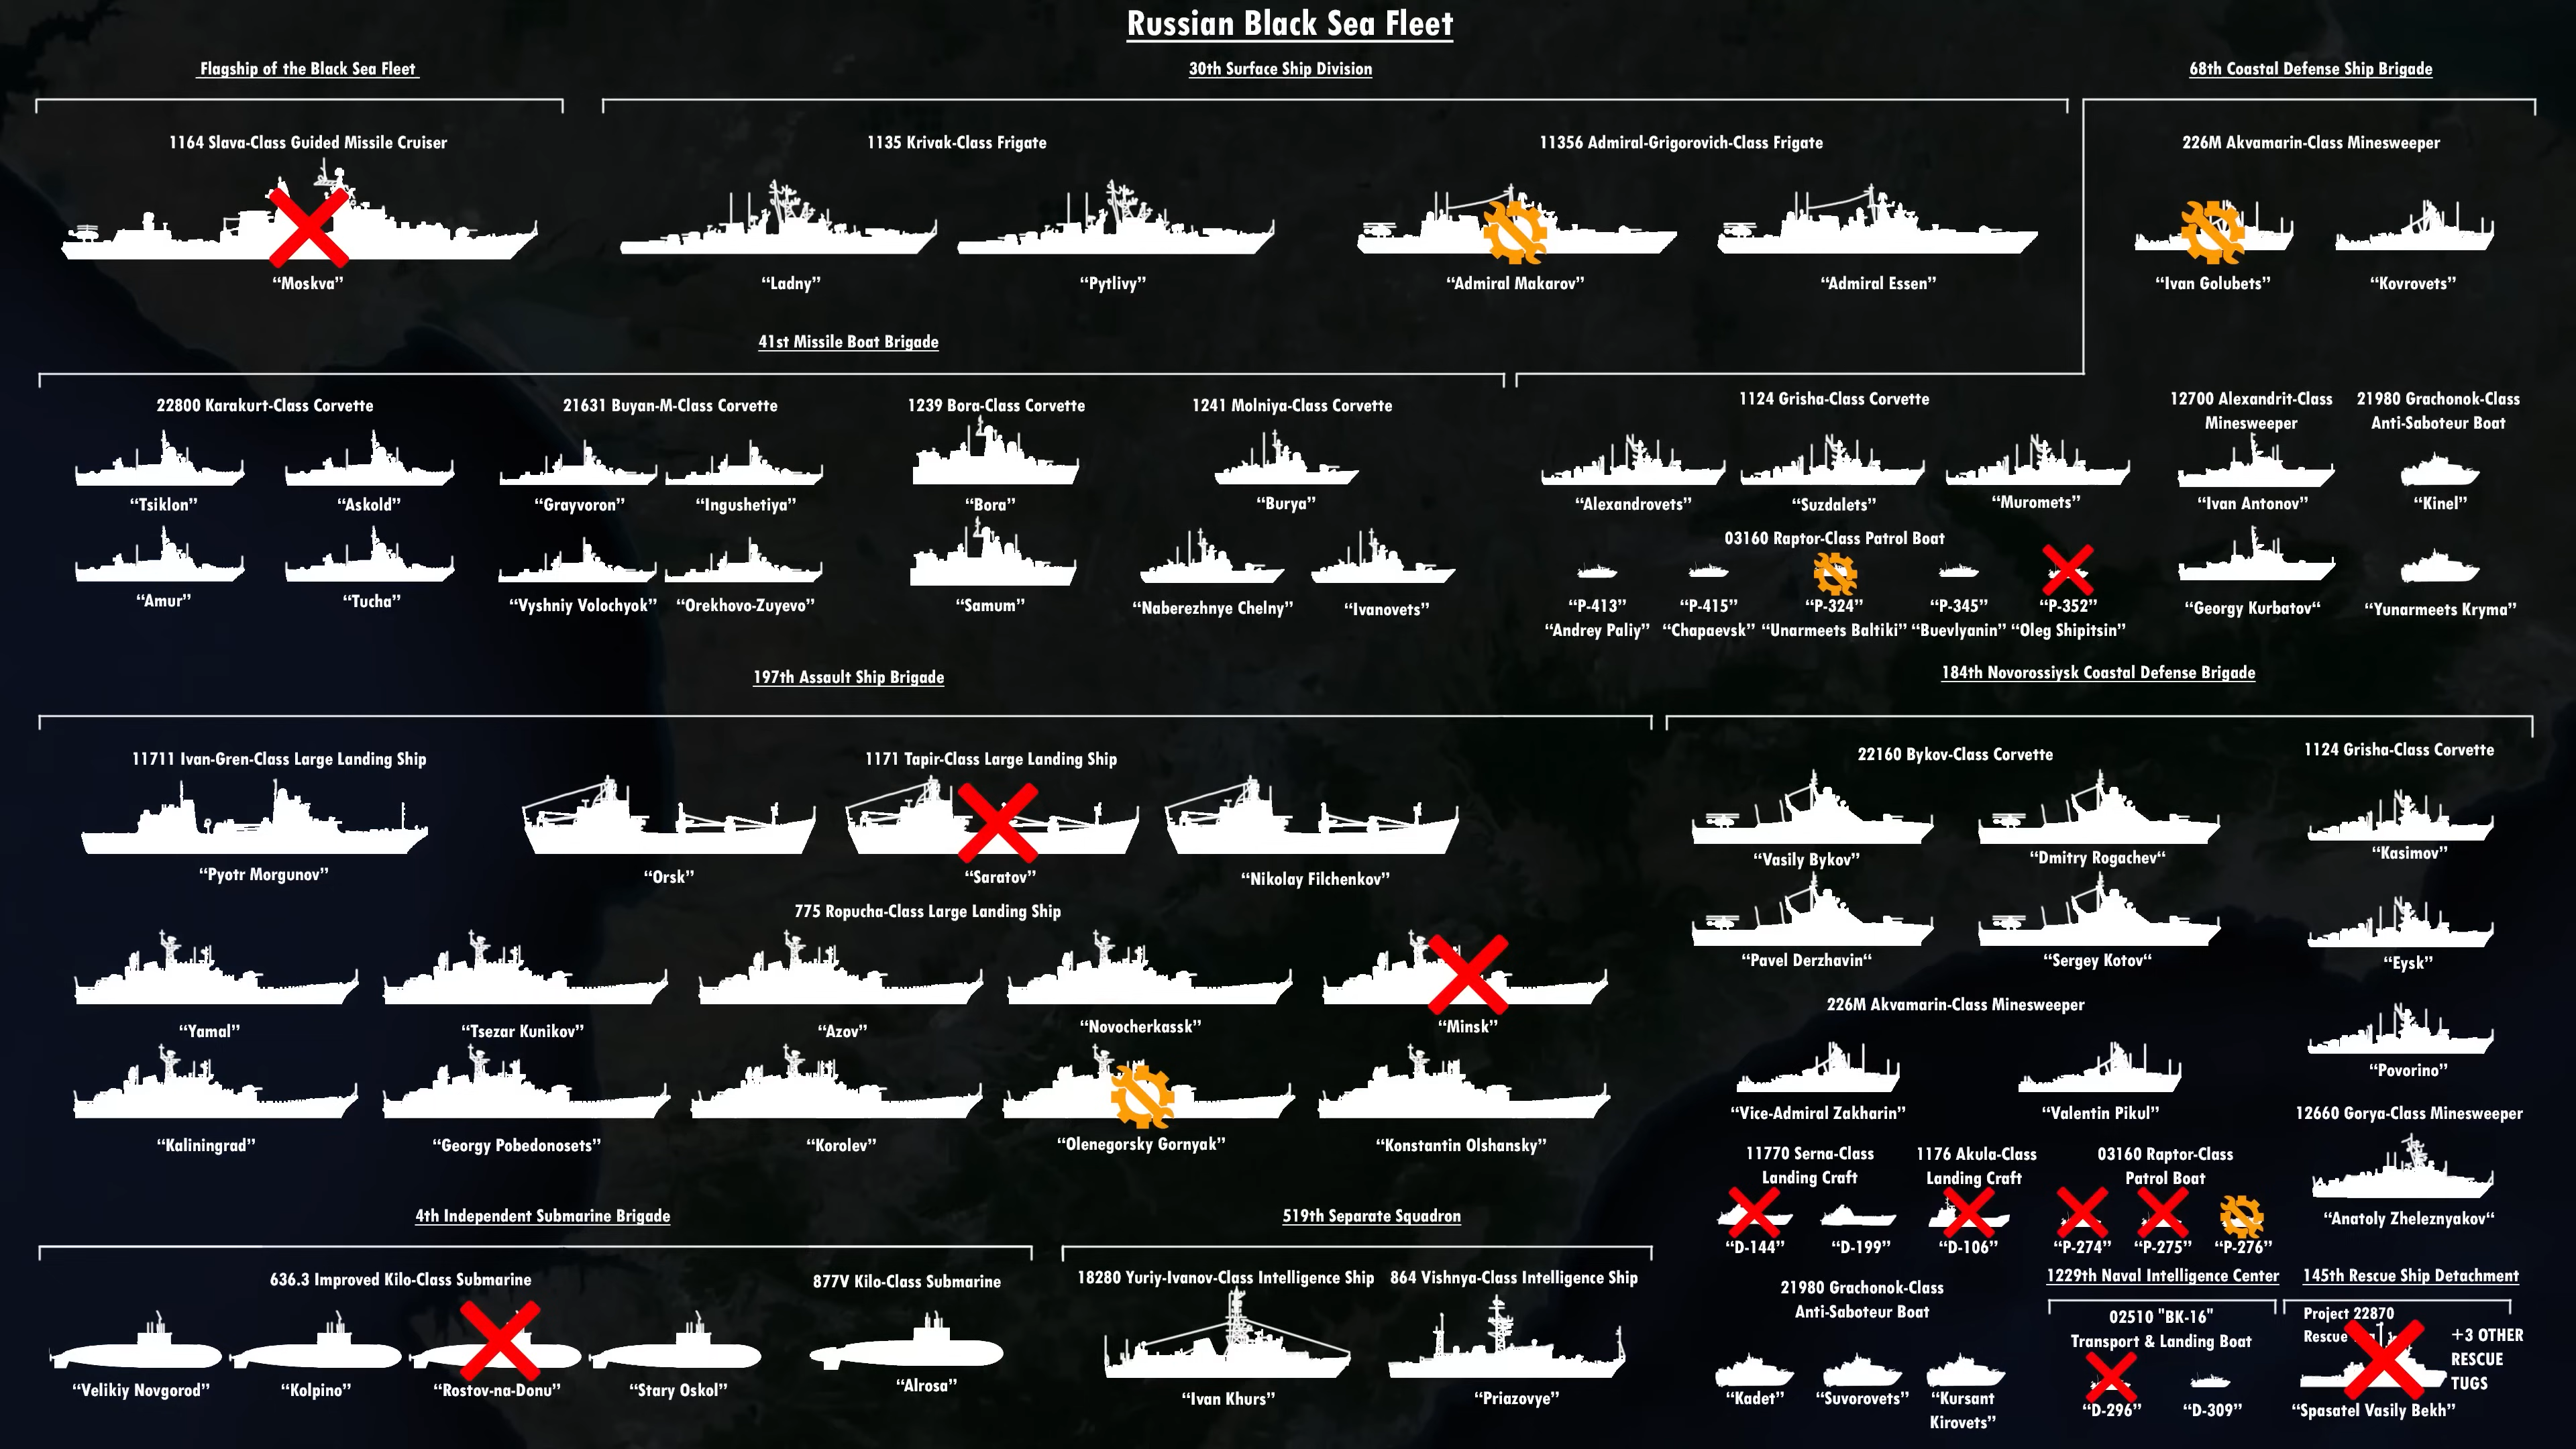 Russian Black Sea Fleet
Flagship of the Black Sea Fleet
30th Surface Ship Division
68th Coastal Defense Ship Brigade
1164 Slava-Class Guided Missile Cruiser
1135 Krivak-Class Frigate
11356 Admiral-Grigorovich-Class Frigate
226M Akvamarin-Class Minesweeper
“Moskva”
“Ladny”
“Pytlivy”
“Admiral Makarov”
“Admiral Essen”
“Ivan Golubets”
“Kovrovets”
41st Missile Boat Brigade
22800 Karakurt-Class Corvette
21631 Buyan-M-Class Corvette
1239 Bora-Class Corvette
1241 Molniya-Class Corvette
1124 Grisha-Class Corvette
12700 Alexandrit-Class
Minesweeper
21980 Grachonok-Class
Anti-Saboteur Boat
“Tsiklon”
“Askold”
“Grayvoron”
“Ingushetiya”
“Bora”
“Burya”
“Alexandrovets”
“Suzdalets”
“Muromets”
“Ivan Antonov”
“Kinel”
03160 Raptor-Class Patrol Boat
“Amur”
“Tucha”
“Vyshniy Volochyok”
“Orekhovo-Zuyevo”
“Samum”
“Naberezhnye Chelny”
“Ivanovets”
“P-413”
“Andrey Paliy”
“P-415”
“Chapaevsk”
“P-324”
“Unarmeets Baltiki”
“P-345”
“Buevlyanin”
“P-352”
“Oleg Shipitsin”
“Georgy Kurbatov“
“Yunarmeets Kryma”
197th Assault Ship Brigade
184th Novorossiysk Coastal Defense Brigade
11711 Ivan-Gren-Class Large Landing Ship
1171 Tapir-Class Large Landing Ship
22160 Bykov-Class Corvette
1124 Grisha-Class Corvette
“Pyotr Morgunov”
“Orsk”
“Saratov”
“Nikolay Filchenkov”
“Vasily Bykov”
“Dmitry Rogachev“
“Kasimov”
775 Ropucha-Class Large Landing Ship
“Pavel Derzhavin“
“Sergey Kotov“
“Eysk”
“Yamal”
“Tsezar Kunikov”
“Azov”
“Novocherkassk”
“Minsk”
226M Akvamarin-Class Minesweeper
“Povorino”
“Kaliningrad”
“Georgy Pobedonosets”
“Korolev”
“Olenegorsky Gornyak”
“Konstantin Olshansky”
“Vice-Admiral Zakharin”
“Valentin Pikul”
12660 Gorya-Class Minesweeper
11770 Serna-Class
Landing Craft
1176 Akula-Class
Landing Craft
03160 Raptor-Class
Patrol Boat
“D-144”
“D-199”
“D-106”
“P-274”
“P-275”
“P-276”
“Anatoly Zheleznyakov“
4th Independent Submarine Brigade
519th Separate Squadron
636.3 Improved Kilo-Class Submarine
877V Kilo-Class Submarine
18280 Yuriy-Ivanov-Class Intelligence Ship
864 Vishnya-Class Intelligence Ship
21980 Grachonok-Class
Anti-Saboteur Boat
1229th Naval Intelligence Center
145th Rescue Ship Detachment
02510 "BK-16"
Transport & Landing Boat
Project 22870
Rescue
+3 OTHER
RESCUE
TUGS
“Velikiy Novgorod”
“Kolpino”
“Rostov-na-Donu”
“Stary Oskol”
“Alrosa”
“Ivan Khurs”
“Priazovye”
“Kadet”
“Suvorovets”
“Kursant
Kirovets”
“D-296”
“D-309”
“Spasatel Vasily Bekh”